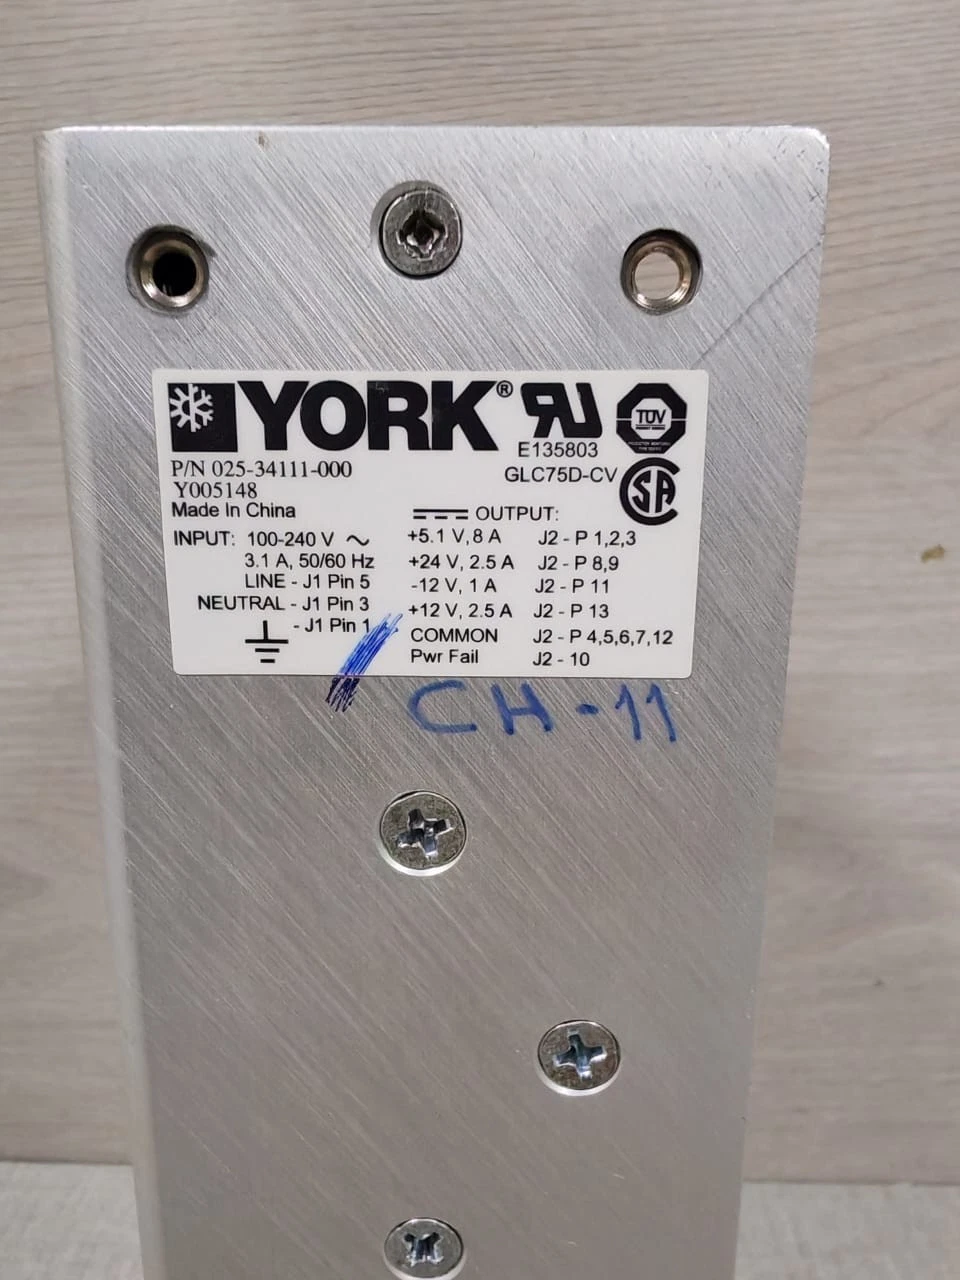 YORK®
E135803
TÜV
P/N 025-34111-000
GLC75D-CV
Y005148
Made In China
INPUT: 100-240 V ~
3.1 A, 50/60 Hz
LINE - J1 Pin 5
NEUTRAL - J1 Pin 3
- J1 Pin 1
OUTPUT:
+5.1 V, 8 A J2 - P 1,2,3
+24 V, 2.5 A J2 - P 8,9
-12 V, 1 A J2 - P 11
+12 V, 2.5 A J2 - P 13
COMMON J2 - P 4,5,6,7,12
Pwr Fail J2 - 10
CH-11